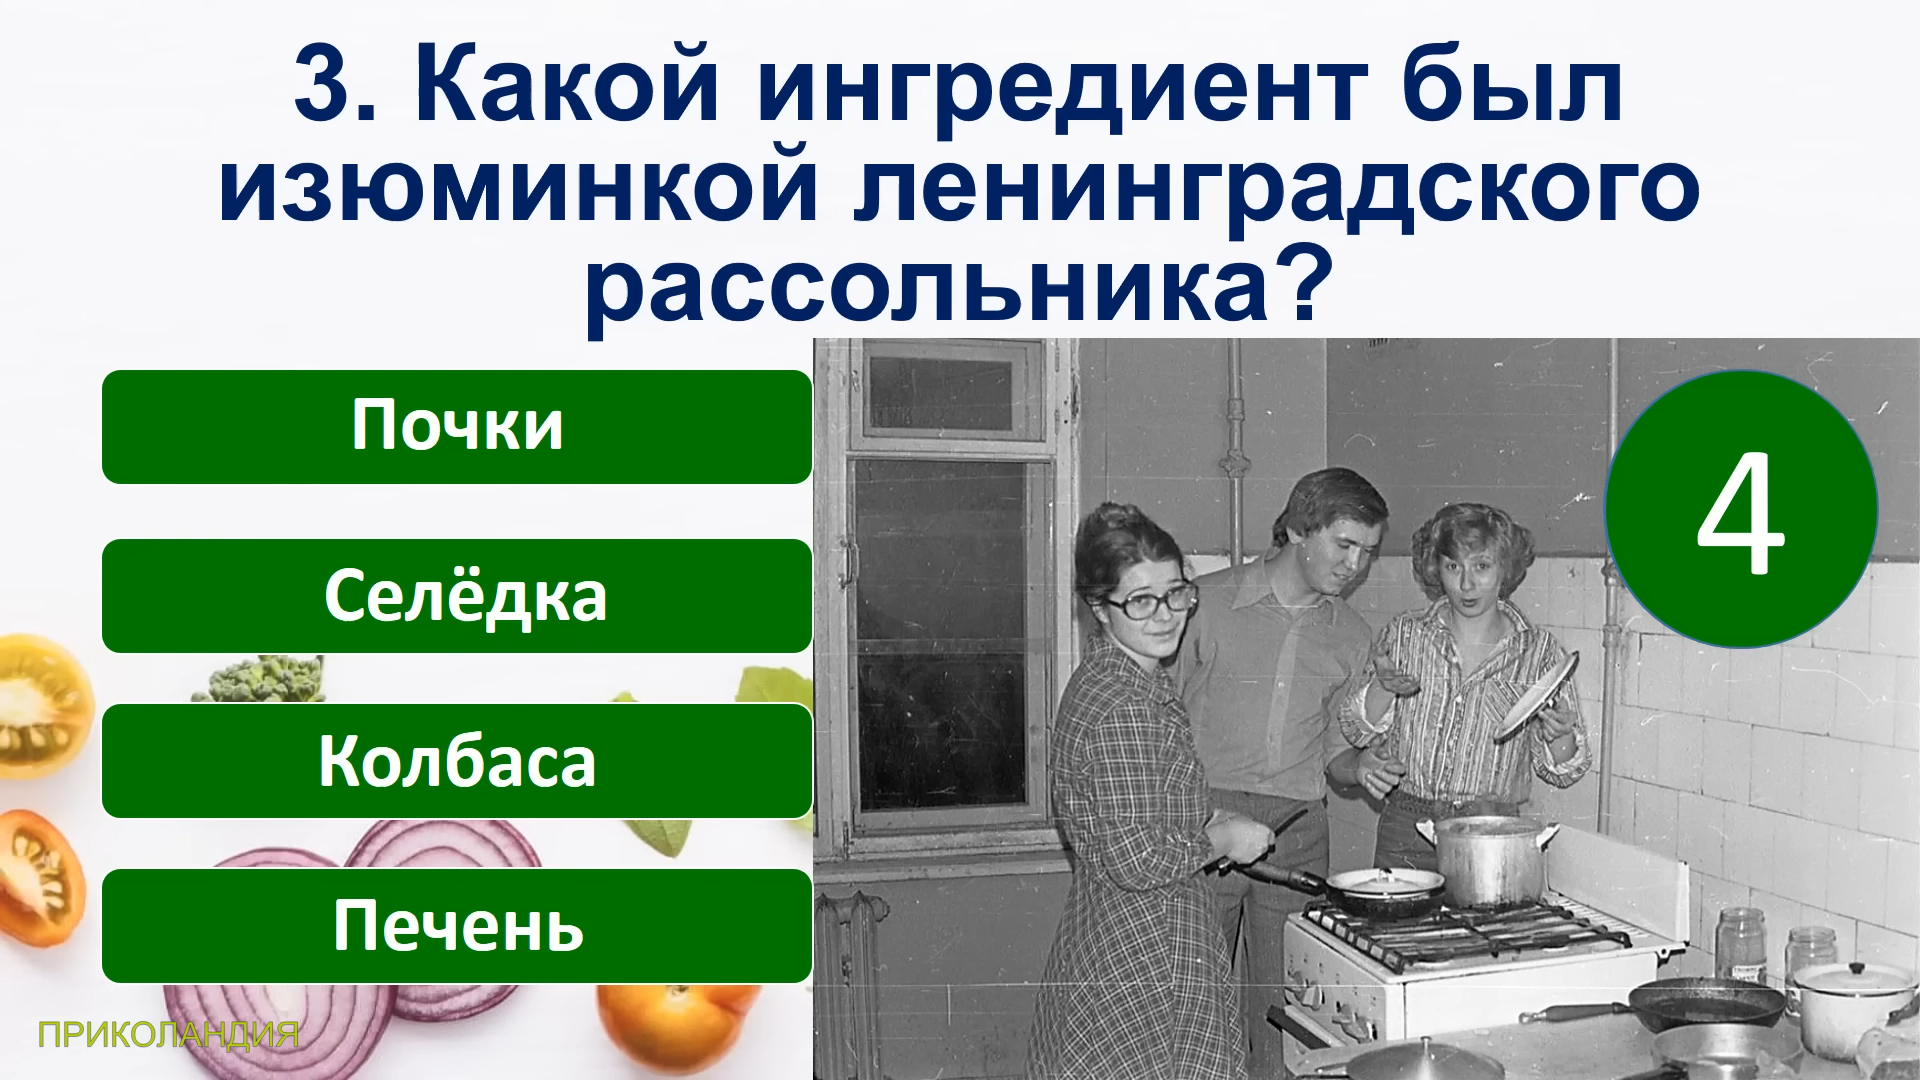 3. Какой ингредиент был
изюминкой ленинградского
рассольника?
Почки
Селёдка
Колбаса
Печень
4
ПРИКОЛАНДИЯ